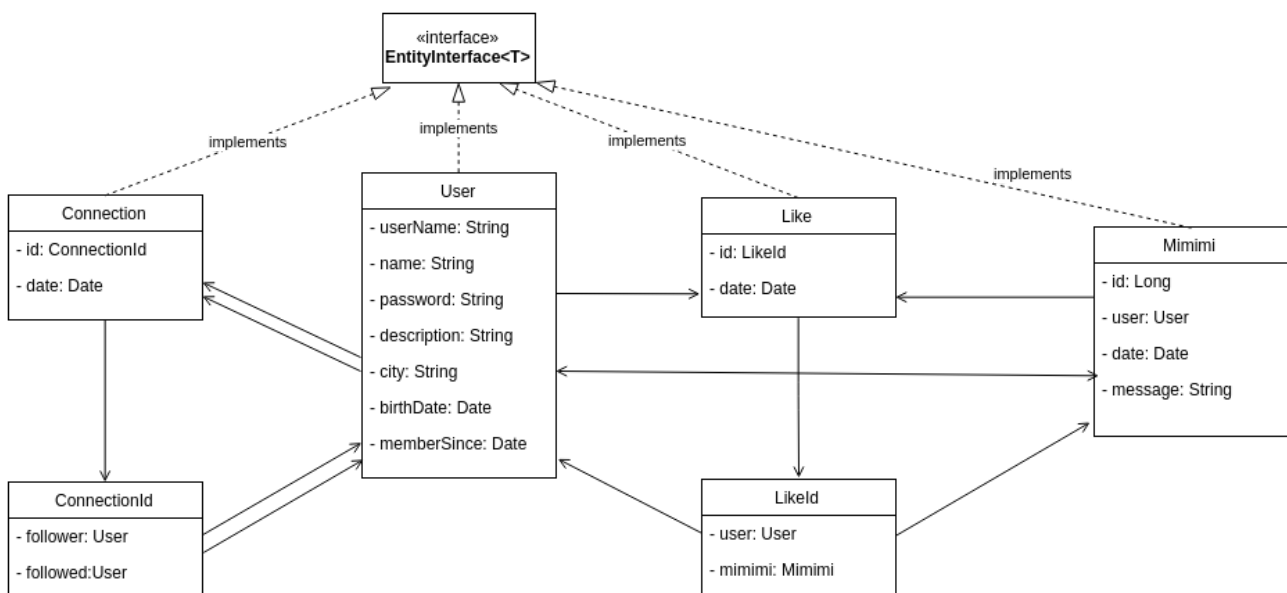 «interface»
EntityInterface<T>
implements
implements
implements
implements
Connection
- id: ConnectionId
- date: Date
User
- userName: String
- name: String
- password: String
- description: String
- city: String
- birthDate: Date
- memberSince: Date
Like
- id: LikeId
- date: Date
Mimimi
- id: Long
- user: User
- date: Date
- message: String
ConnectionId
- follower: User
- followed:User
LikeId
- user: User
- mimimi: Mimimi